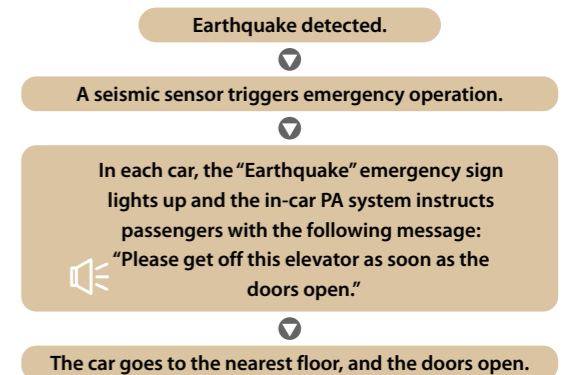 Earthquake detected.
A seismic sensor triggers emergency operation.
In each car, the “Earthquake” emergency sign
lights up and the in-car PA system instructs
passengers with the following message:
“Please get off this elevator as soon as the
doors open.”
The car goes to the nearest floor, and the doors open.